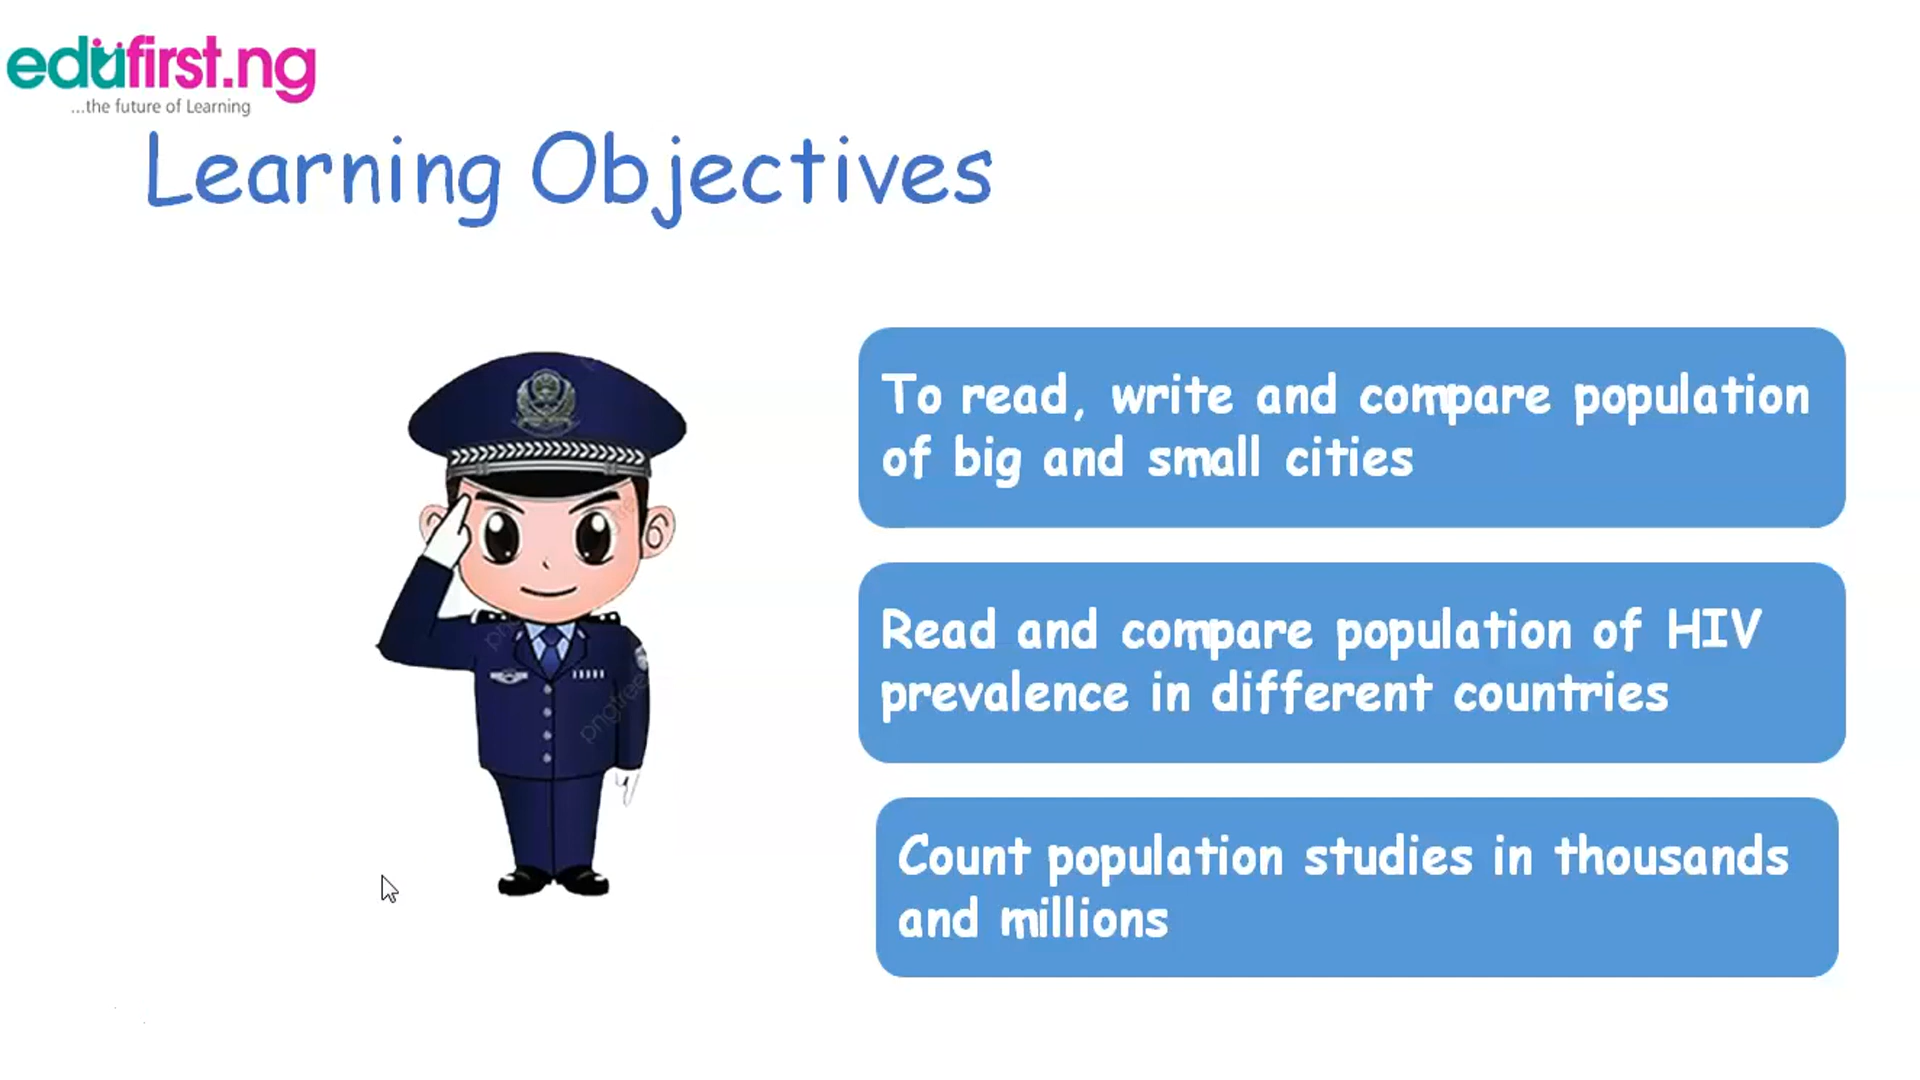 edufirst.ng
...the future of Learning
Learning Objectives
To read, write and compare population
of big and small cities
Read and compare population of HIV
prevalence in different countries
Count population studies in thousands
and millions
pngtree